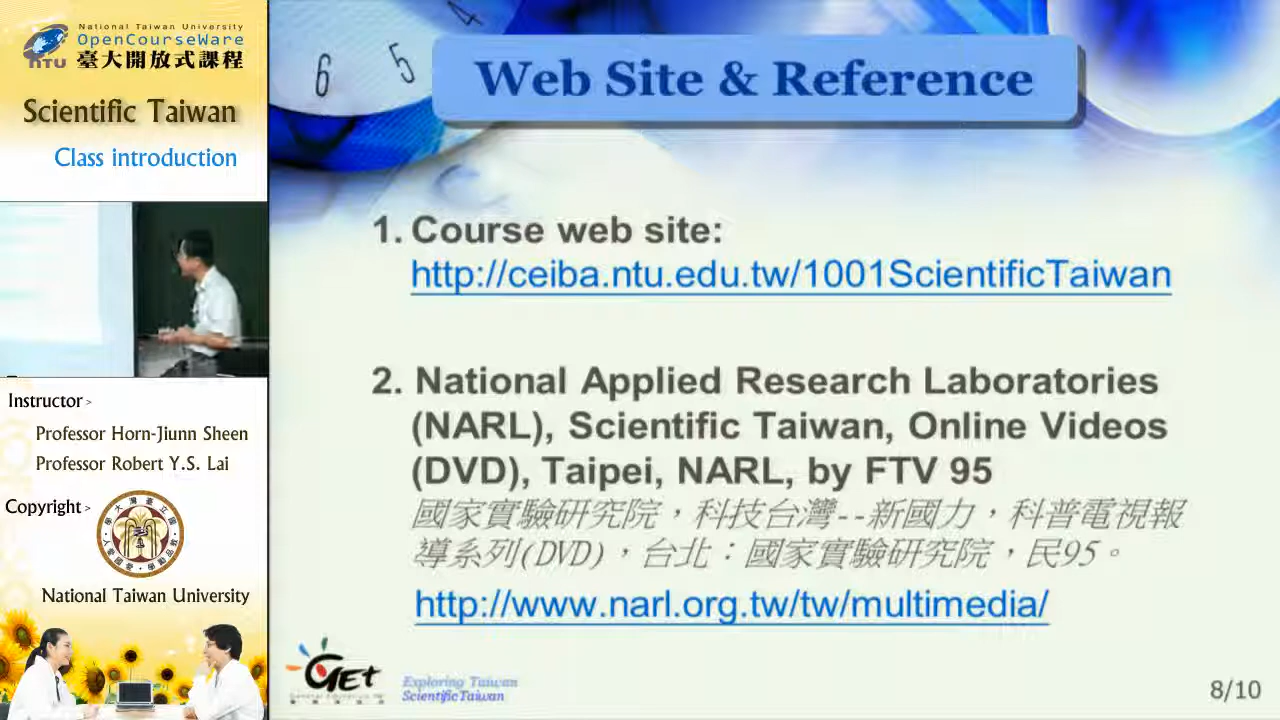 National Taiwan University
OpenCourseWare
NTU 臺大開放式課程
Scientific Taiwan
Class introduction
Instructor >
Professor Horn-Jiunn Sheen
Professor Robert Y.S. Lai
Copyright >
National Taiwan University
6 5 4
Web Site & Reference
1. Course web site:
http://ceiba.ntu.edu.tw/1001ScientificTaiwan
2. National Applied Research Laboratories
(NARL), Scientific Taiwan, Online Videos
(DVD), Taipei, NARL, by FTV 95
國家實驗研究院，科技台灣--新國力，科普電視報
導系列(DVD)，台北：國家實驗研究院，民95。
http://www.narl.org.tw/tw/multimedia/
GET
Exploring Taiwan
Scientific Taiwan
8/10